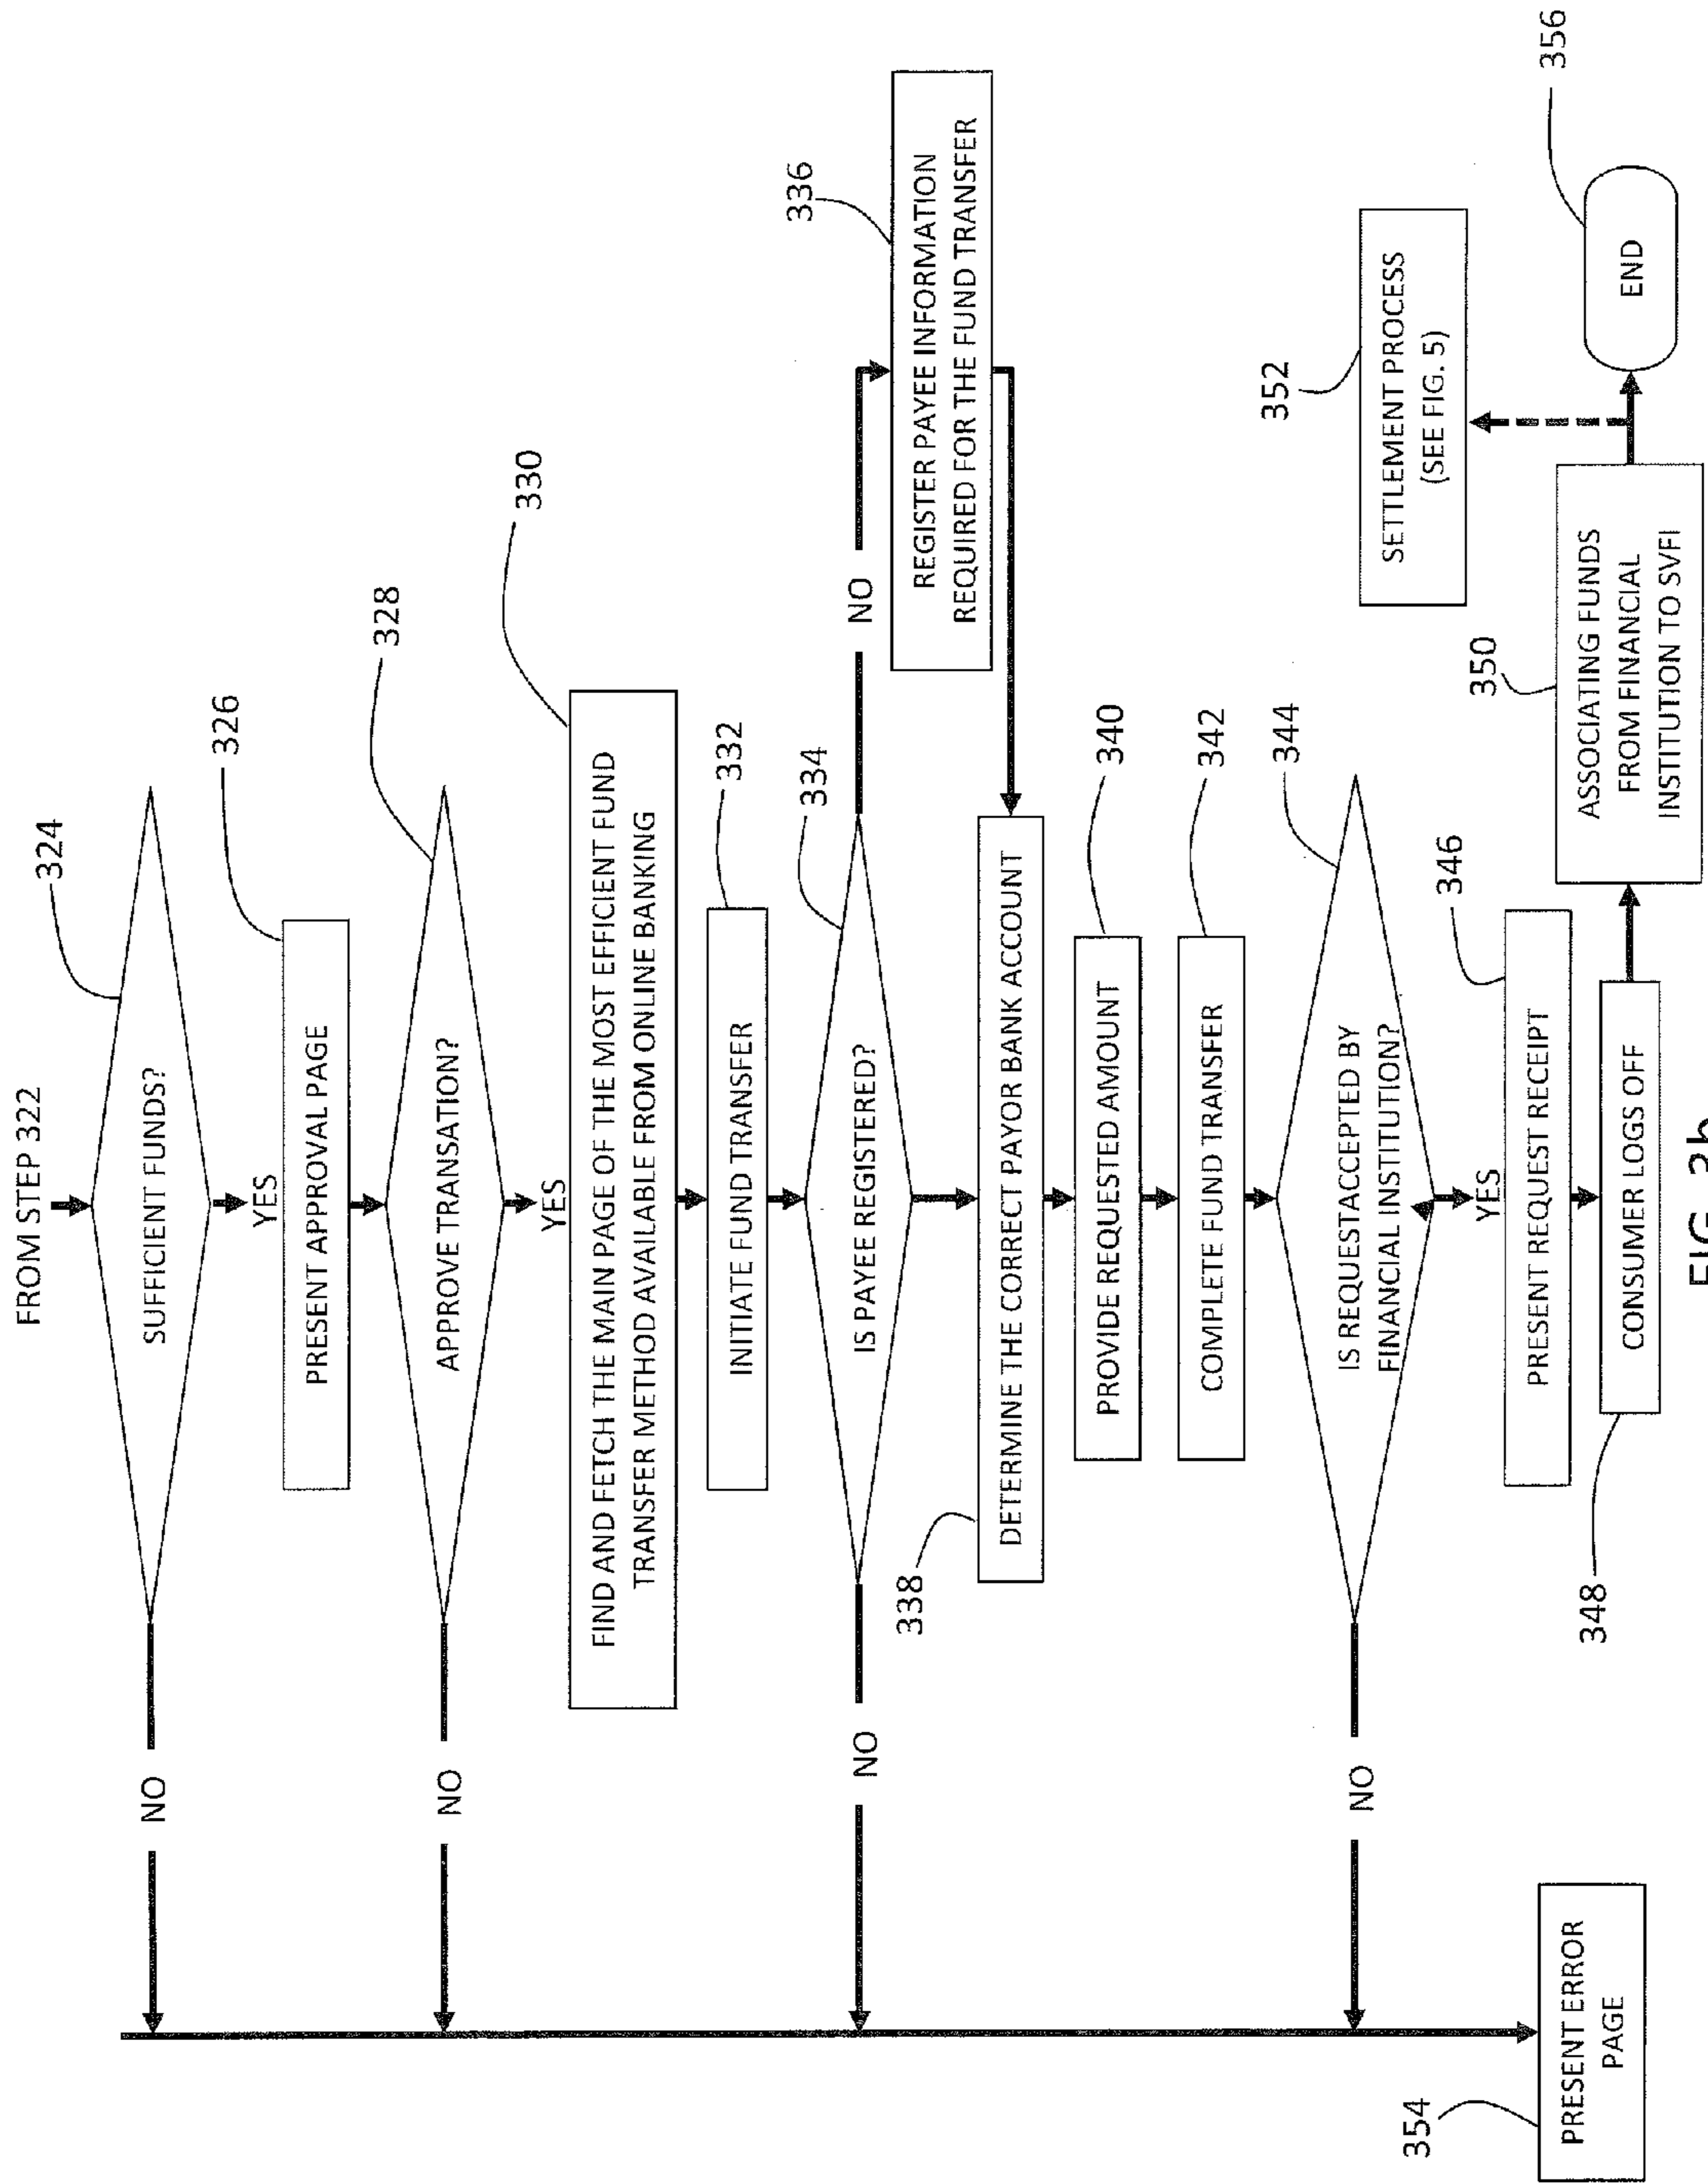 FROM STEP 322
324
SUFFICIENT FUNDS?
NO
YES
326
PRESENT APPROVAL PAGE
328
APPROVE TRANSATION?
NO
YES
330
FIND AND FETCH THE MAIN PAGE OF THE MOST EFFICIENT FUND
TRANSFER METHOD AVAILABLE FROM ONLINE BANKING
332
INITIATE FUND TRANSFER
334
IS PAYEE REGISTERED?
NO
NO
336
REGISTER PAYEE INFORMATION
REQUIRED FOR THE FUND TRANSFER
338
DETERMINE THE CORRECT PAYOR BANK ACCOUNT
340
PROVIDE REQUESTED AMOUNT
342
COMPLETE FUND TRANSFER
344
IS REQUESTACCEPTED BY
FINANCIAL INSTITUTION?
NO
YES
346
PRESENT REQUEST RECEIPT
348
CONSUMER LOGS OFF
350
ASSOCIATING FUNDS
FROM FINANCIAL
INSTITUTION TO SVFI
352
SETTLEMENT PROCESS
(SEE FIG. 5)
356
END
354
PRESENT ERROR
PAGE
FIG. 3b